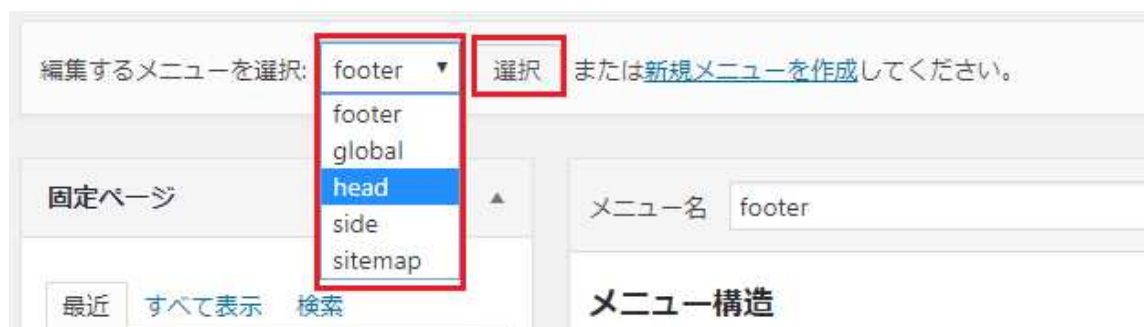 編集するメニューを選択: footer ▼ 選択 または新規メニューを作成してください。
footer
global
head
side
sitemap
固定ページ ▲
メニュー名 footer
最近 すべて表示 検索
メニュー構造